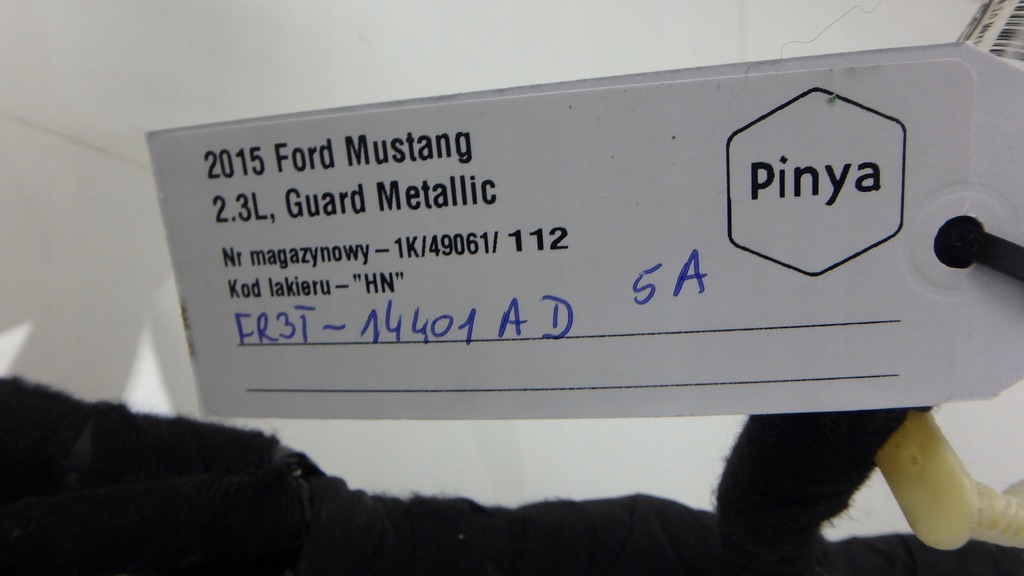 2015 Ford Mustang
2.3L, Guard Metallic
Nr magazynowy – 1K/49061/ 112
Kod lakieru – "HN"
5A
FR3T - 14401 AD
Pinya